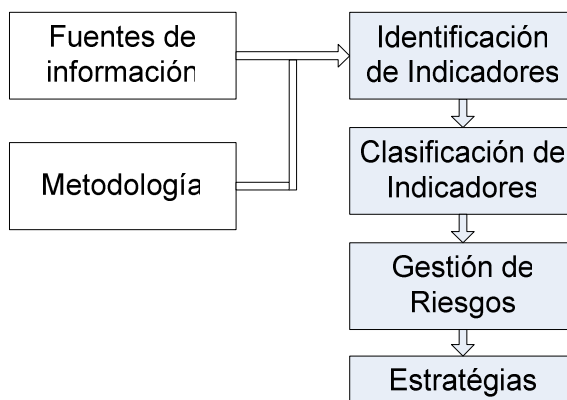 Fuentes de
información
Identificación
de Indicadores
Metodología
Clasificación de
Indicadores
Gestión de
Riesgos
Estratégias